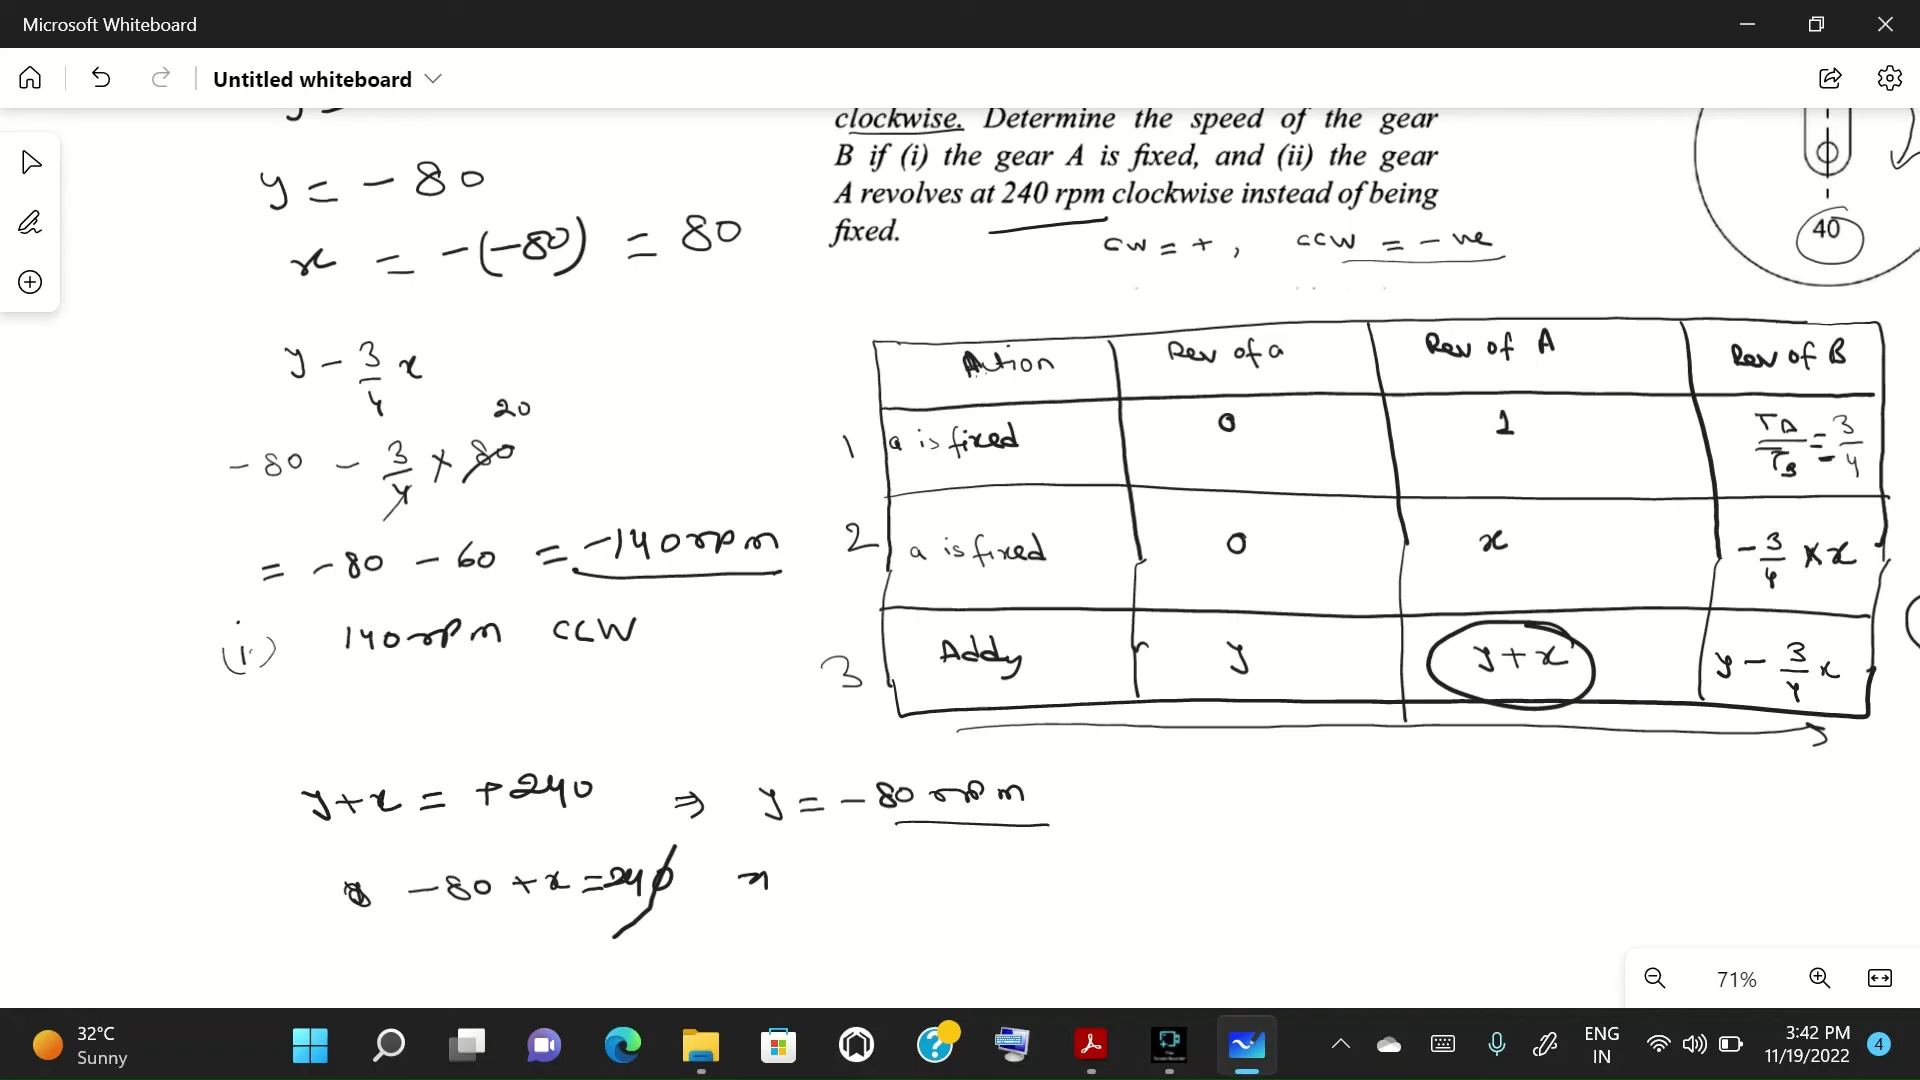 Microsoft Whiteboard
Untitled whiteboard
y = - 80
x = -(-80) = 80
y - 3/4 x
20
-80 - 3/4 × 80
= -80 - 60 = -140 rpm
(i) 140 rpm CCW
y+x = +240 ⇒ y = -80 rpm
-80 + x = 240
clockwise. Determine the speed of the gear
B if (i) the gear A is fixed, and (ii) the gear
A revolves at 240 rpm clockwise instead of being
fixed.
cw = + , ccw = - ve
40
Action Rev of a Rev of A Rev of B
1 a is fixed 0 1 TA/TB = 3/4
2 a is fixed 0 x -3/4 × x
3 Addy y y+x y - 3/4 x
71%
32°C
Sunny
ENG
IN
3:42 PM
11/19/2022
4